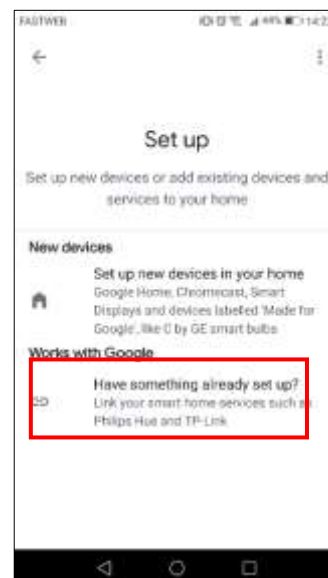 FASTWEB 44% 14:2
Set up
Set up new devices or add existing devices and
services to your home
New devices
Set up new devices in your home
Google Home, Chromecast, Smart
Displays and devices labelled 'Made for
Google', like C by GE smart bulbs
Works with Google
Have something already set up?
Link your smart home services such as
Philips Hue and TP-Link